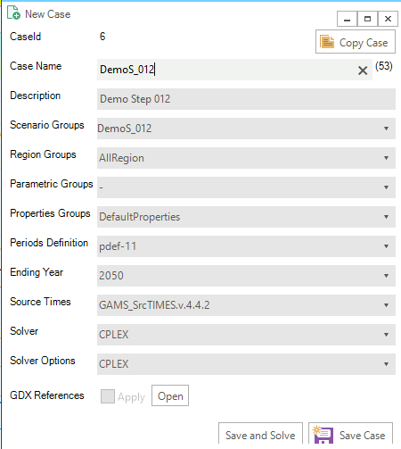 New Case
CaseId 6 Copy Case
Case Name DemoS_012 (53)
Description Demo Step 012
Scenario Groups DemoS_012
Region Groups AllRegion
Parametric Groups -
Properties Groups DefaultProperties
Periods Definition pdef-11
Ending Year 2050
Source Times GAMS_SrcTIMES.v.4.4.2
Solver CPLEX
Solver Options CPLEX
GDX References Apply Open
Save and Solve Save Case